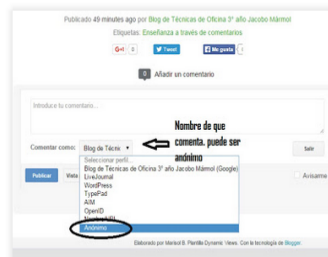 Publicado 49 minutes ago por Blog de Técnicas de Oficina 3° año Jacobo Mármol
Etiquetas: Enseñanza a través de comentarios
G+1 0 Tweet Me gusta
0 Añadir un comentario
Introduce tu comentario...
Nombre de que
comenta. puede ser
anónimo
Comentar como: Blog de Técnic
Salir
Seleccionar perfil...
Blog de Técnicas de Oficina 3° año Jacobo Mármol (Google)
LiveJournal
WordPress
TypePad
AIM
OpenID
Anónimo
Publicar Vista
Avisarme
Elaborado por Marisol B. Plantilla Dynamic Views. Con la tecnología de Blogger.